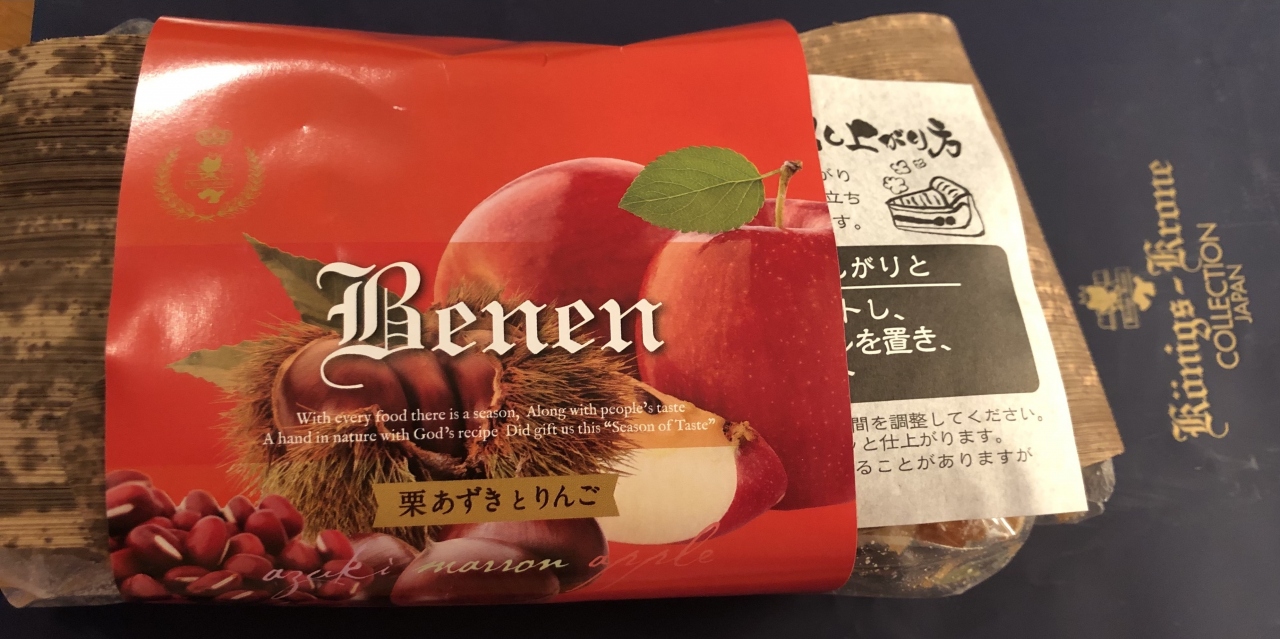 Benen
With every food there is a season, Along with people's taste
A hand in nature with God's recipe Did gift us this "Season of Taste"
栗あずきとりんご
azuki marron apple
し上がり方
がり
立ち
す。
がりと
トし、
を置き、
間を調整してください。
と仕上がります。
ることがありますが
Königs-Krone
COLLECTION
JAPAN